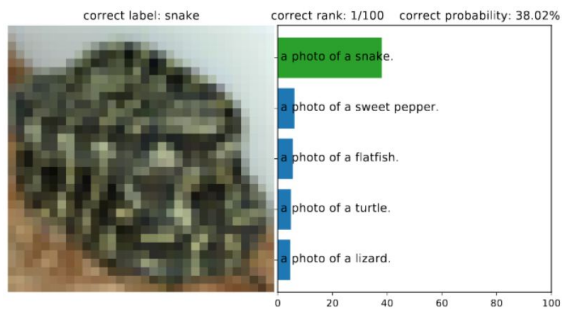 correct label: snake
correct rank: 1/100 correct probability: 38.02%
a photo of a snake.
a photo of a sweet pepper.
a photo of a flatfish.
a photo of a turtle.
a photo of a lizard.
0 20 40 60 80 100